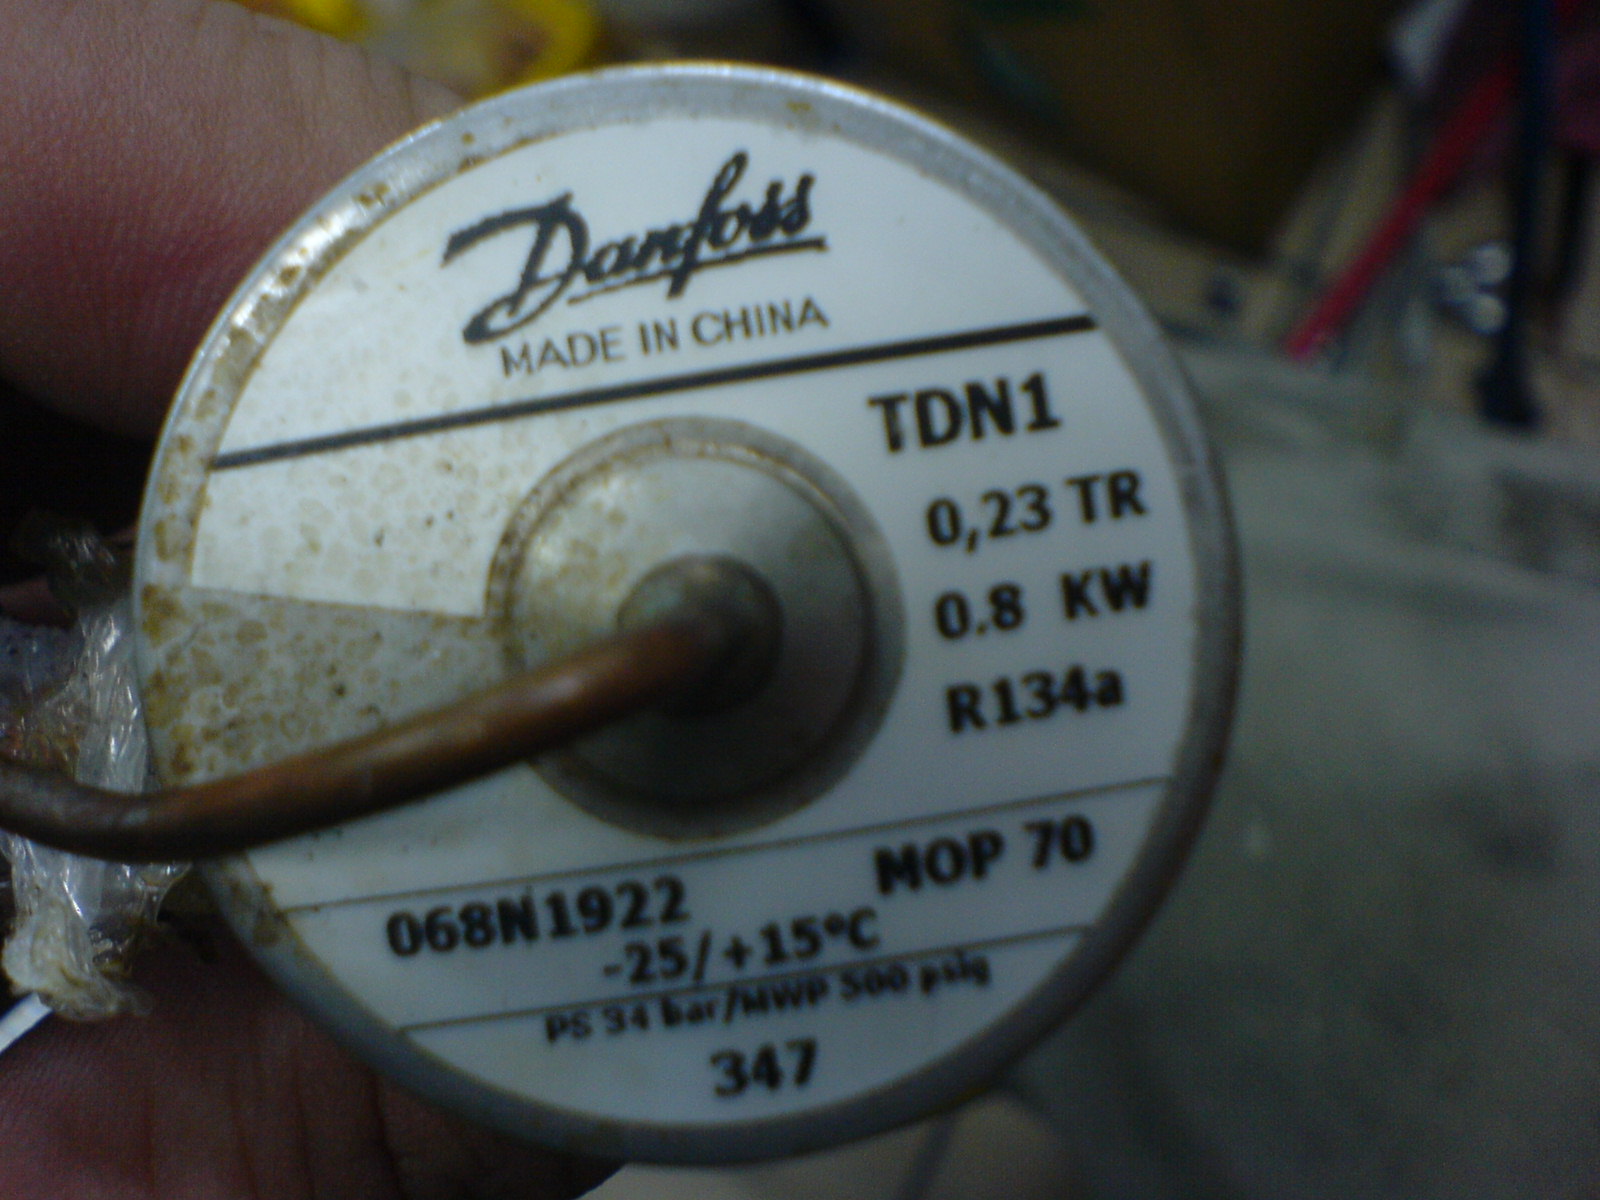 Danfoss
MADE IN CHINA
TDN1
0,23 TR
0.8 KW
R134a
MOP 70
068N1922
-25/+15°C
PS 34 bar/MWP 500 psig
347